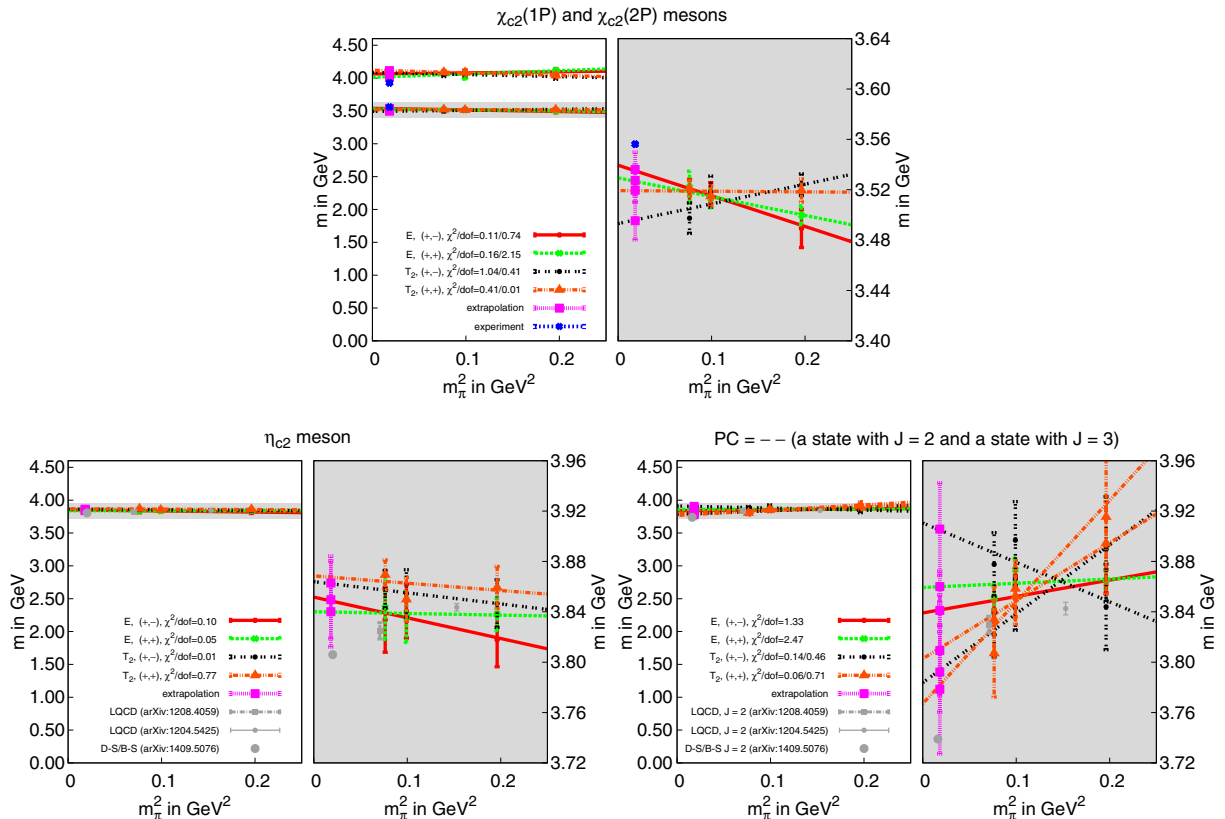 χc2(1P) and χc2(2P) mesons
4.50
4.00
3.50
3.00
2.50
2.00
1.50
1.00
0.50
0.00
m in GeV
E, (+,−), χ²/dof=0.11/0.74
E, (+,+), χ²/dof=0.16/2.15
T₂, (+,−), χ²/dof=1.04/0.41
T₂, (+,+), χ²/dof=0.41/0.01
extrapolation
experiment
0 0.1 0.2
mπ² in GeV²
3.64
3.60
3.56
3.52
3.48
3.44
3.40
m in GeV
0 0.1 0.2
mπ² in GeV²
ηc2 meson
4.50
4.00
3.50
3.00
2.50
2.00
1.50
1.00
0.50
0.00
m in GeV
E, (+,−), χ²/dof=0.10
E, (+,+), χ²/dof=0.05
T₂, (+,−), χ²/dof=0.01
T₂, (+,+), χ²/dof=0.77
extrapolation
LQCD (arXiv:1208.4059)
LQCD (arXiv:1204.5425)
D-S/B-S (arXiv:1409.5076)
0 0.1 0.2
mπ² in GeV²
3.96
3.92
3.88
3.84
3.80
3.76
3.72
m in GeV
0 0.1 0.2
mπ² in GeV²
PC = − − (a state with J = 2 and a state with J = 3)
4.50
4.00
3.50
3.00
2.50
2.00
1.50
1.00
0.50
0.00
m in GeV
E, (+,−), χ²/dof=1.33
E, (+,+), χ²/dof=2.47
T₂, (+,−), χ²/dof=0.14/0.46
T₂, (+,+), χ²/dof=0.06/0.71
extrapolation
LQCD, J = 2 (arXiv:1208.4059)
LQCD, J = 2 (arXiv:1204.5425)
D-S/B-S J = 2 (arXiv:1409.5076)
0 0.1 0.2
mπ² in GeV²
3.96
3.92
3.88
3.84
3.80
3.76
3.72
m in GeV
0 0.1 0.2
mπ² in GeV²